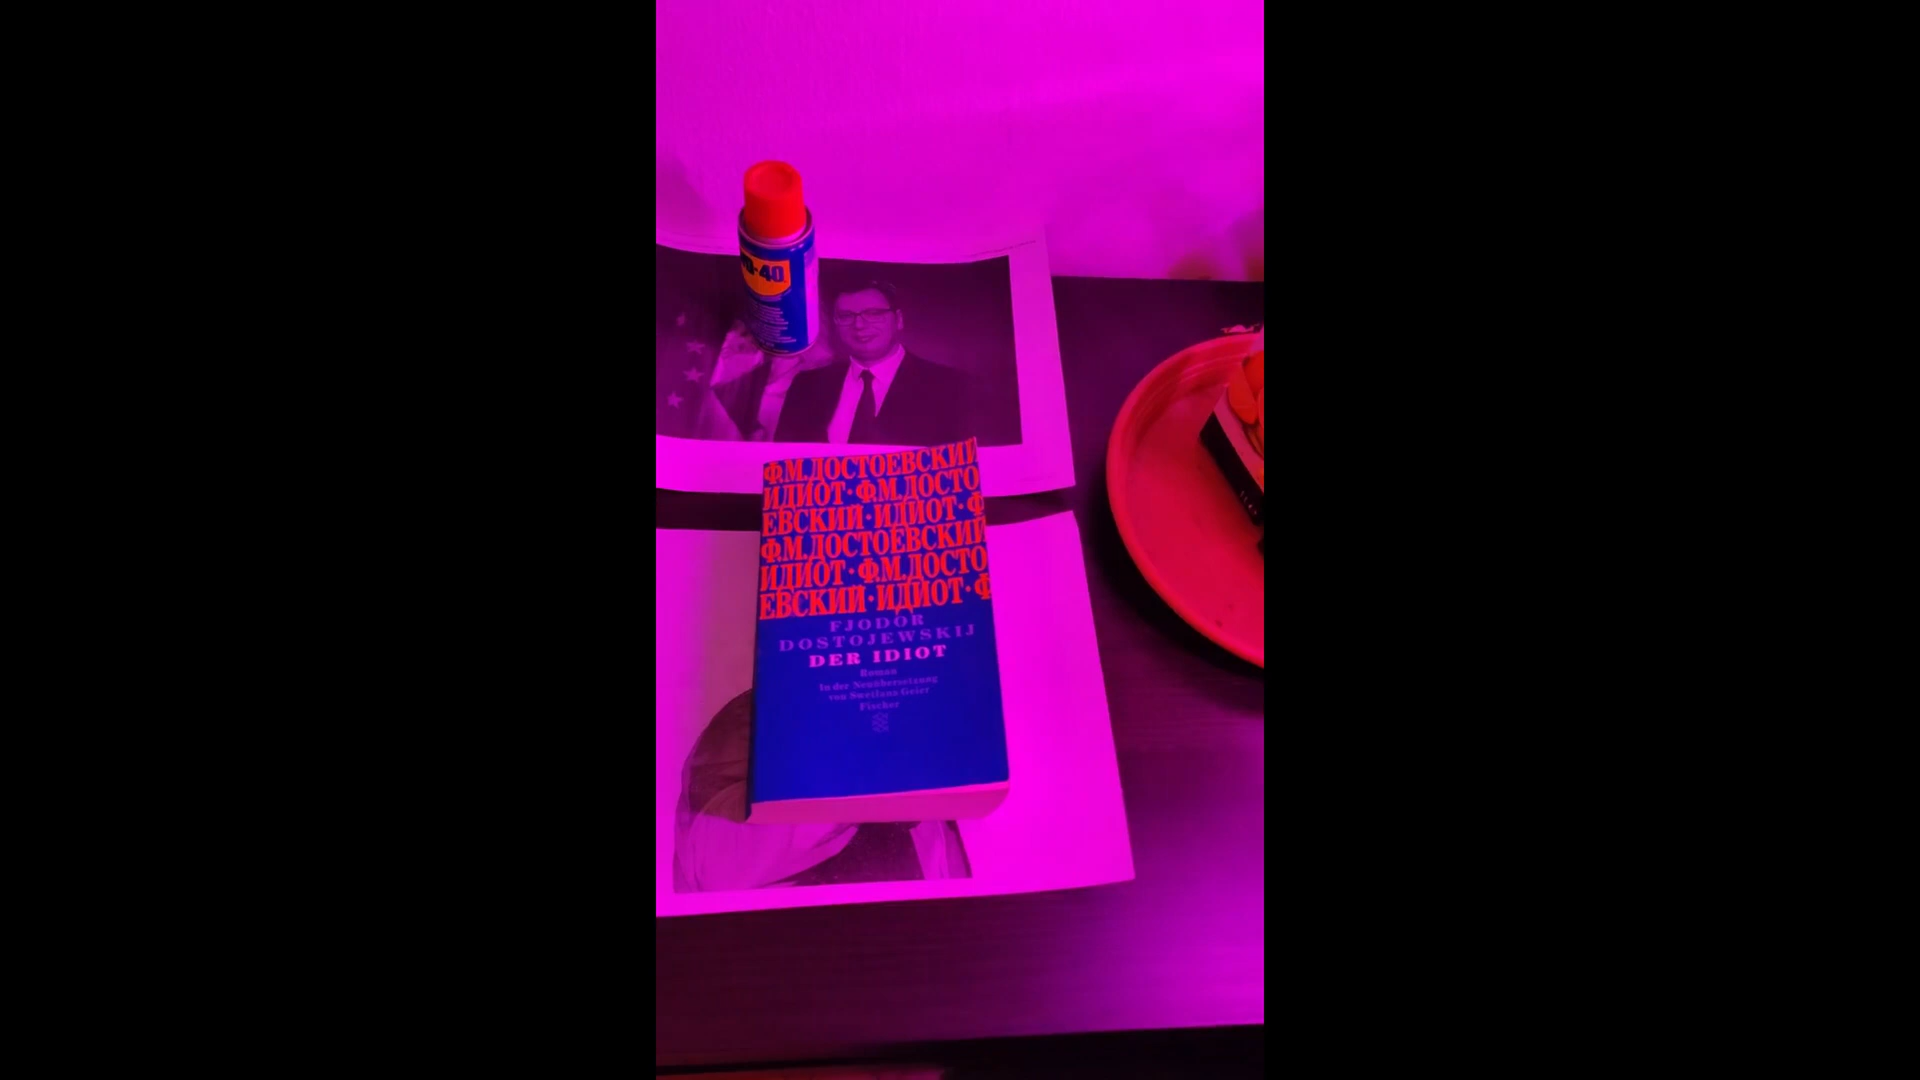 -40
Ф.М.ДОСТОЕВСКИЙ
ИДИОТ·Ф.М.ДОСТО
ЕВСКИЙ·ИДИОТ·Ф
Ф.М.ДОСТОЕВСКИЙ
ИДИОТ·Ф.М.ДОСТО
ЕВСКИЙ·ИДИОТ·Ф
FJODOR
DOSTOJEWSKIJ
DER IDIOT
Roman
In der Neuübersetzung
von Swetlana Geier
Fischer